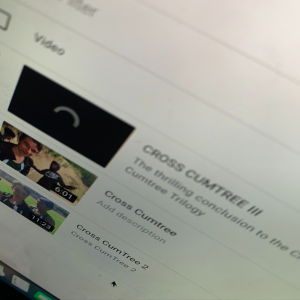 Filter
Video
CROSS CUMTREE III
The thrilling conclusion to the
Cumtree Trilogy
6:01
Cross Cumtree
Add description
11:23
Cross CumTree 2
Cross CumTree 2